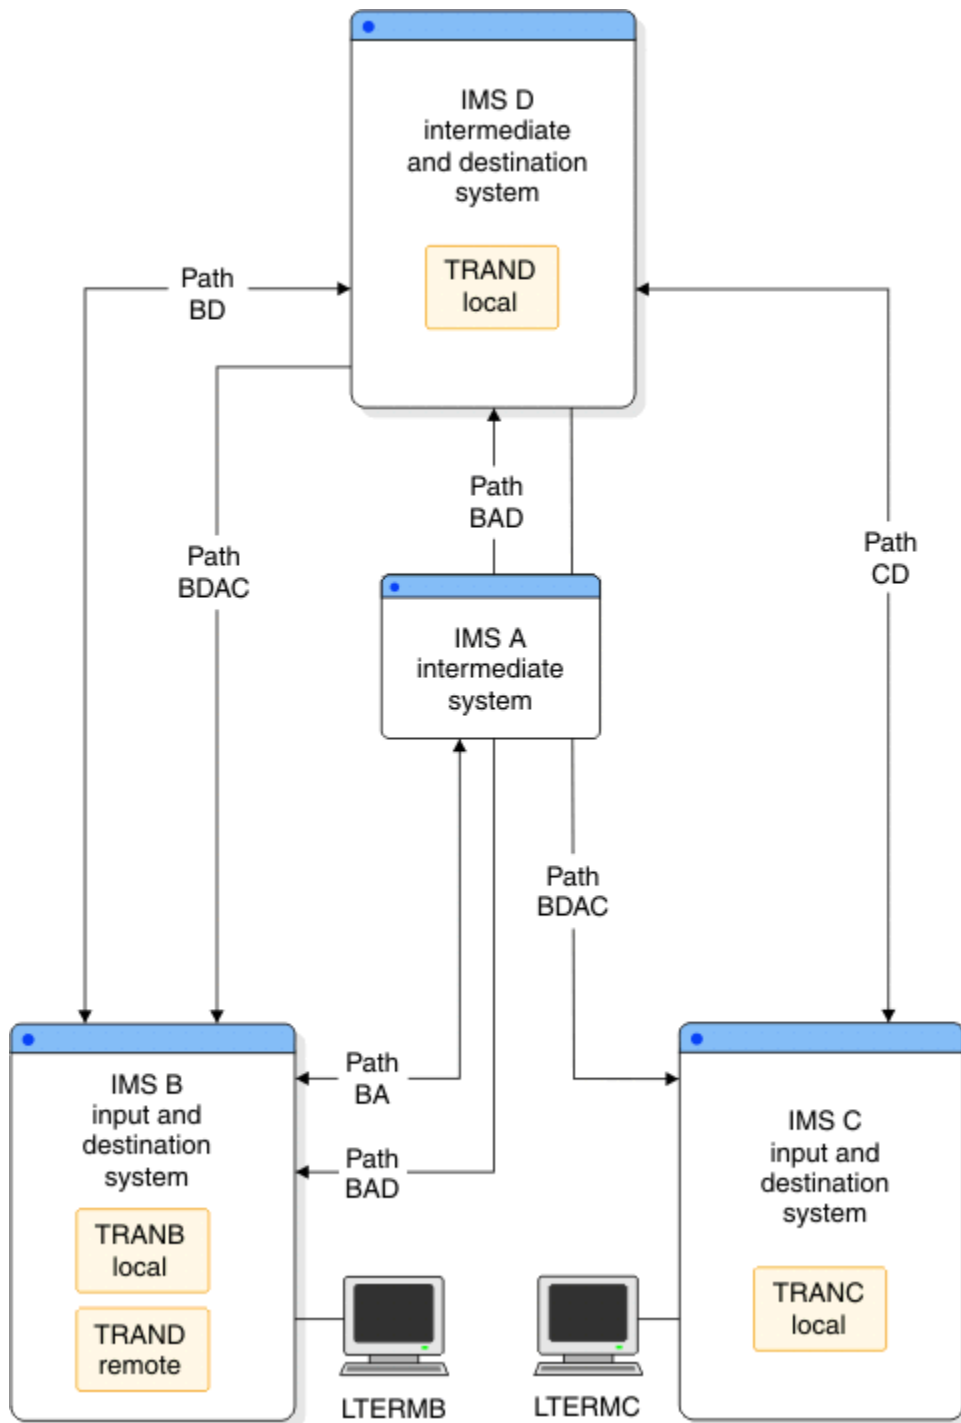 IMS D
intermediate
and destination
system
TRAND
local
Path
BD
Path
BAD
Path
BDAC
Path
CD
IMS A
intermediate
system
Path
BDAC
Path
BA
Path
BAD
IMS B
input and
destination
system
TRANB
local
TRAND
remote
LTERMB
IMS C
input and
destination
system
TRANC
local
LTERMC